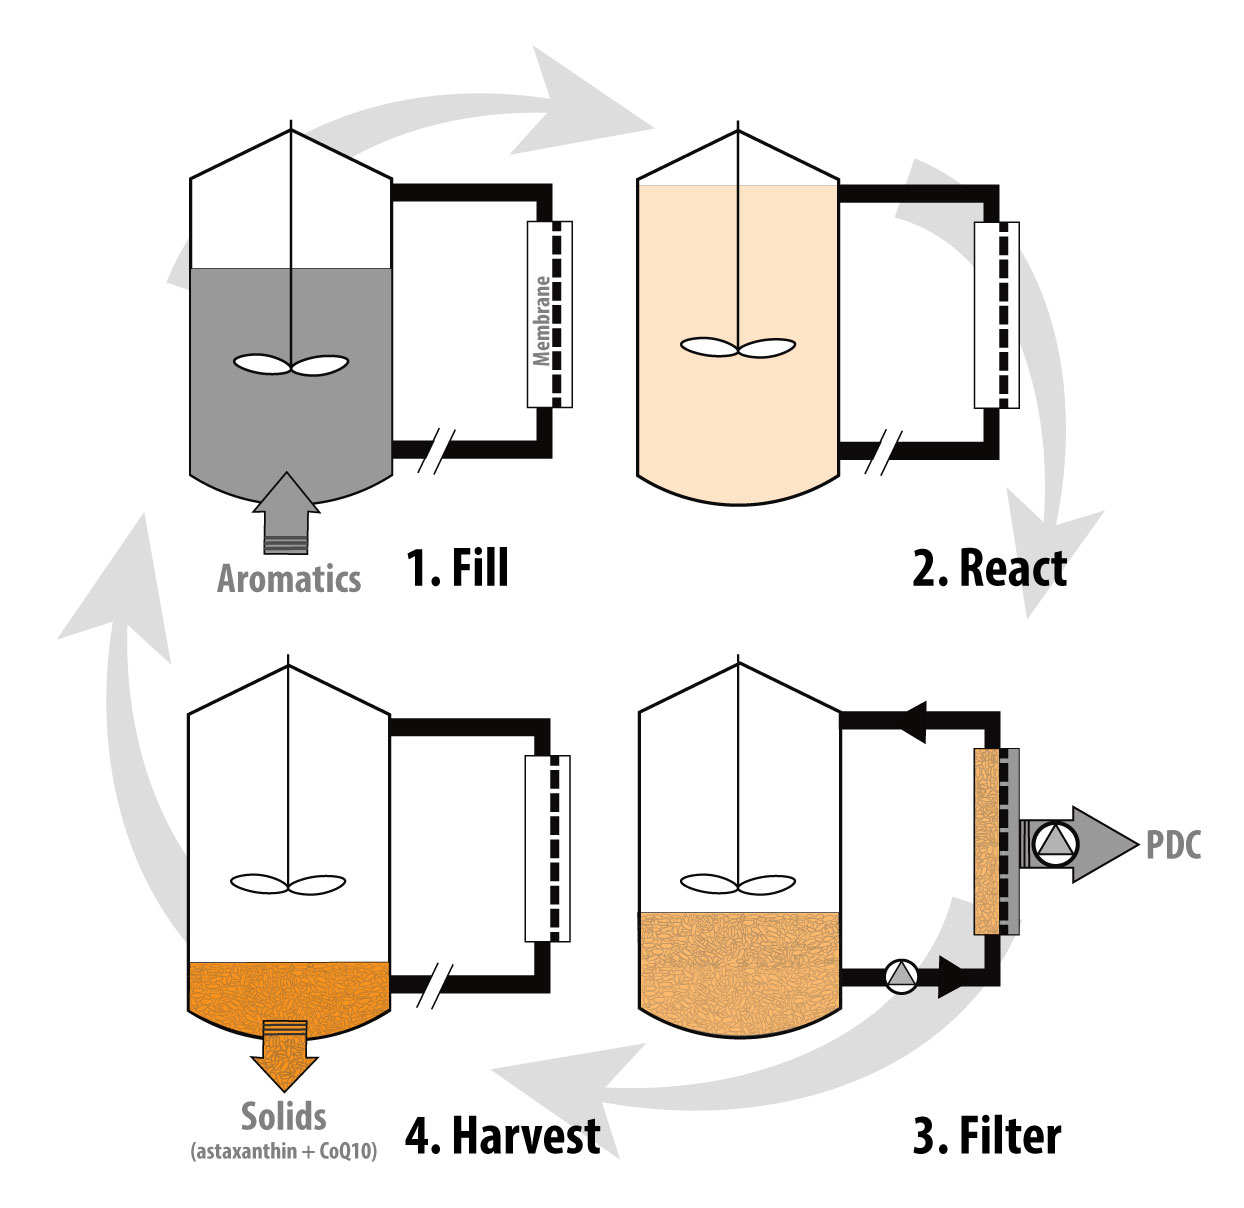 Membrane
Aromatics
1. Fill
2. React
PDC
Solids
(astaxanthin + CoQ10)
4. Harvest
3. Filter